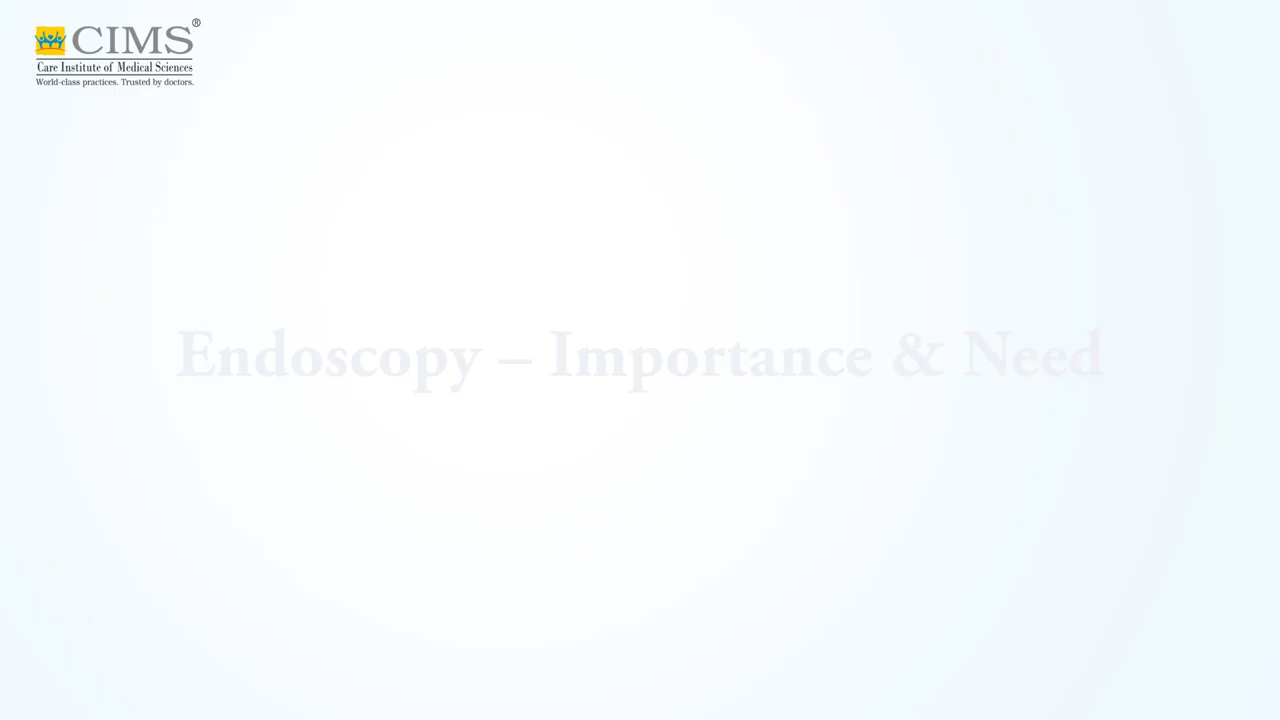 CIMS®
Care Institute of Medical Sciences
World-class practices. Trusted by doctors.
Endoscopy – Importance & Need